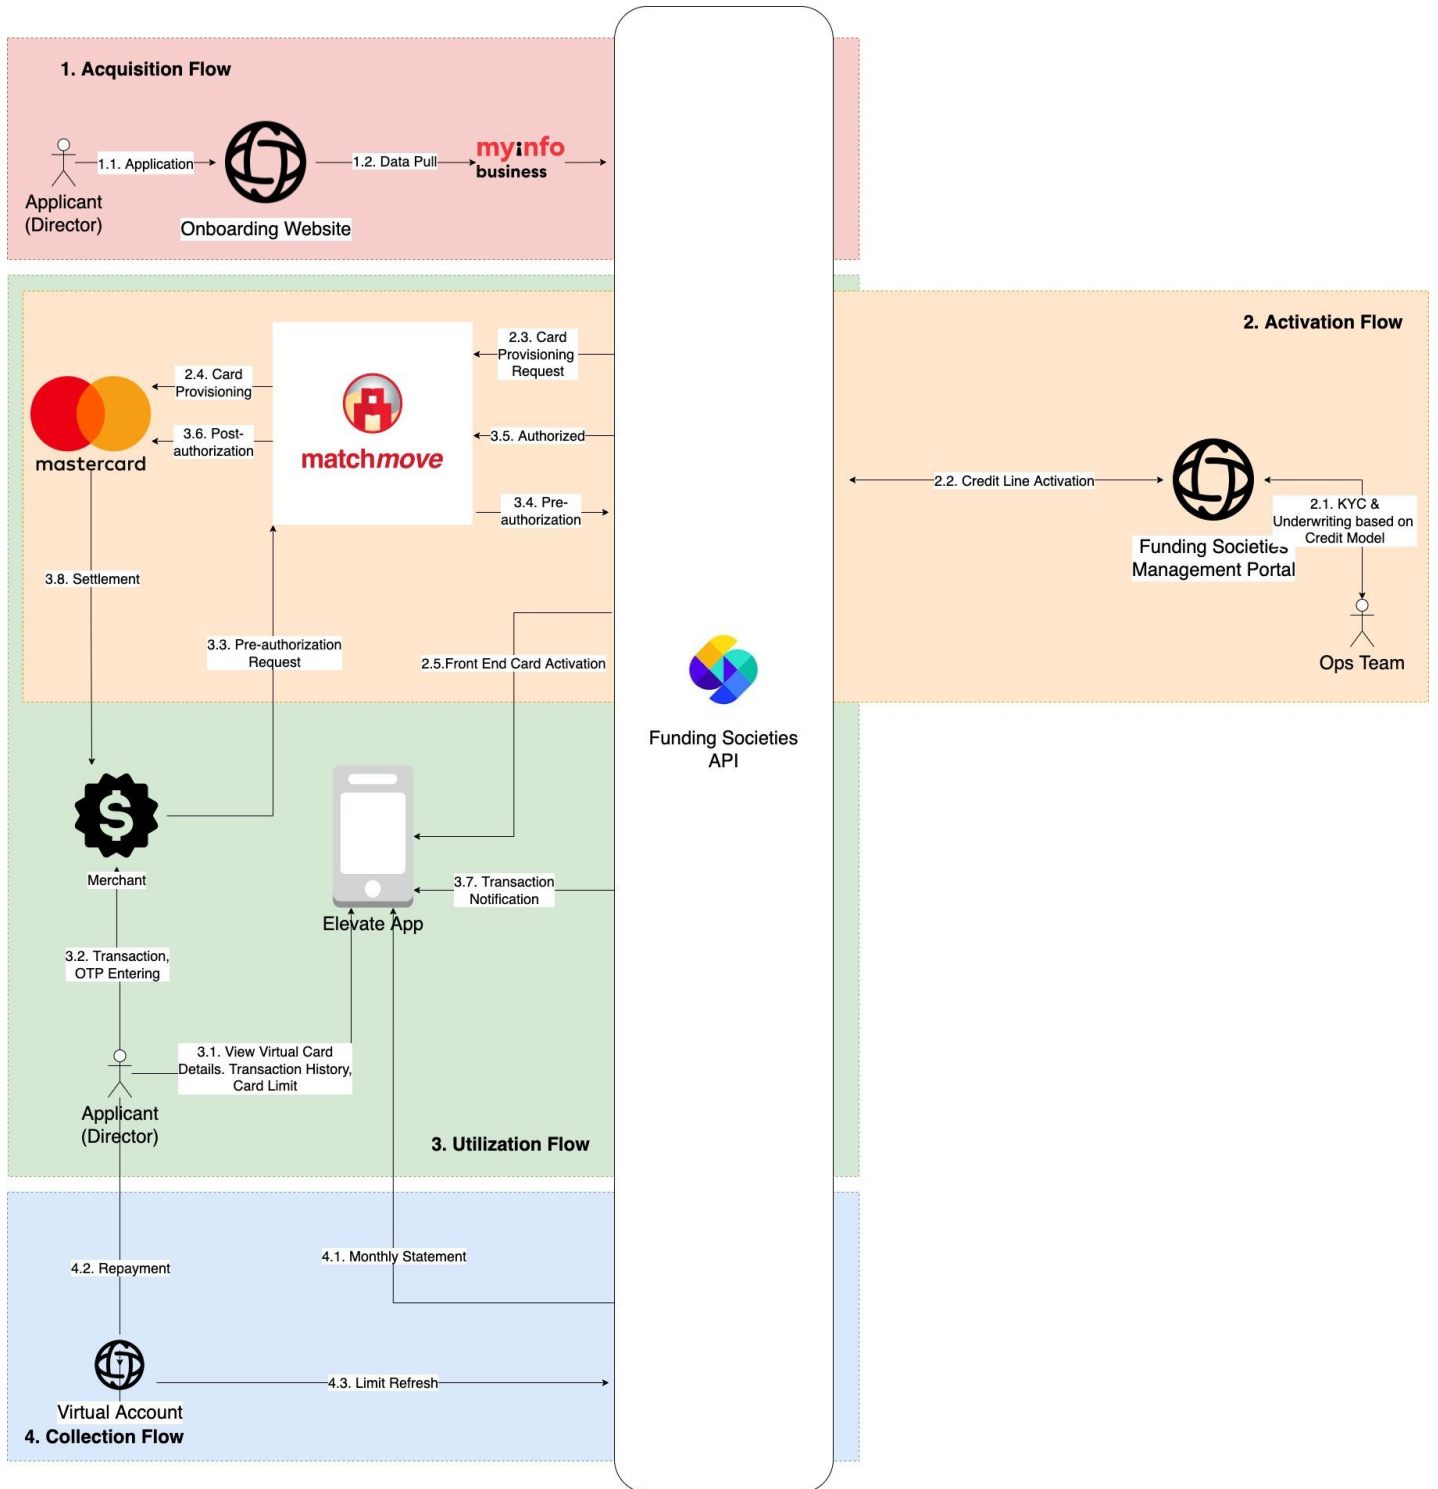 1. Acquisition Flow
1.1. Application
1.2. Data Pull
myinfo
business
Applicant
(Director)
Onboarding Website
2. Activation Flow
2.3. Card
Provisioning
Request
2.4. Card
Provisioning
3.6. Post-
authorization
3.5. Authorized
mastercard
matchmove
3.4. Pre-
authorization
2.2. Credit Line Activation
2.1. KYC &
Underwriting based on
Credit Model
Funding Societies
Management Portal
Ops Team
3.8. Settlement
3.3. Pre-authorization
Request
2.5.Front End Card Activation
Funding Societies
API
Merchant
3.7. Transaction
Notification
Elevate App
3.2. Transaction,
OTP Entering
3.1. View Virtual Card
Details. Transaction History,
Card Limit
Applicant
(Director)
3. Utilization Flow
4.1. Monthly Statement
4.2. Repayment
4.3. Limit Refresh
Virtual Account
4. Collection Flow